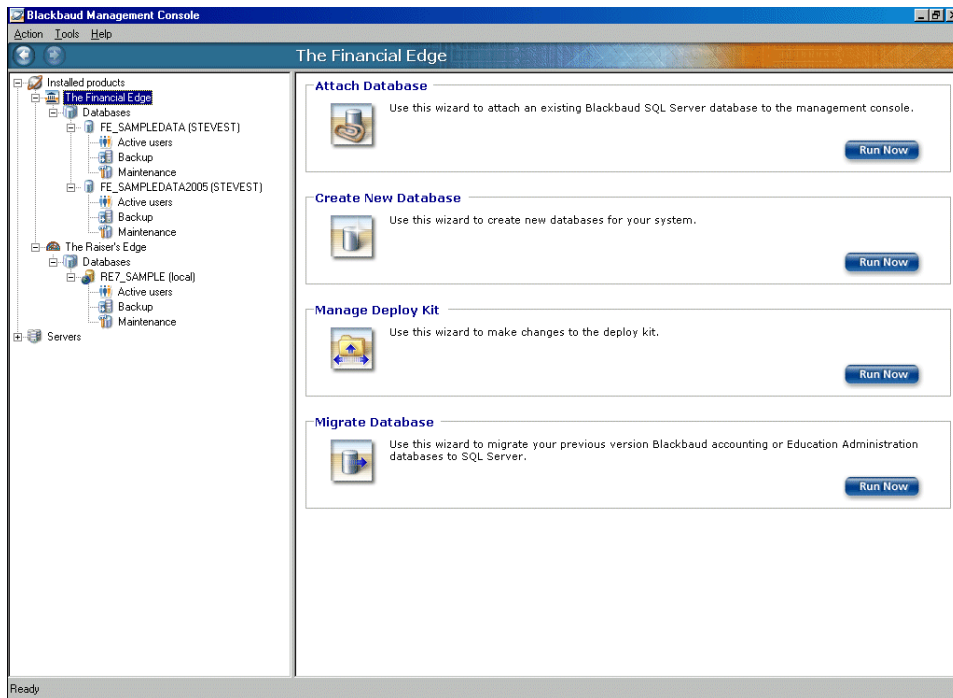 Blackbaud Management Console
Action Tools Help
The Financial Edge
Installed products
The Financial Edge
Databases
FE_SAMPLEDATA (STEVEST)
Active users
Backup
Maintenance
FE_SAMPLEDATA2005 (STEVEST)
Active users
Backup
Maintenance
The Raiser's Edge
Databases
RE7_SAMPLE (local)
Active users
Backup
Maintenance
Servers
Attach Database
Use this wizard to attach an existing Blackbaud SQL Server database to the management console.
Run Now
Create New Database
Use this wizard to create new databases for your system.
Run Now
Manage Deploy Kit
Use this wizard to make changes to the deploy kit.
Run Now
Migrate Database
Use this wizard to migrate your previous version Blackbaud accounting or Education Administration
databases to SQL Server.
Run Now
Ready